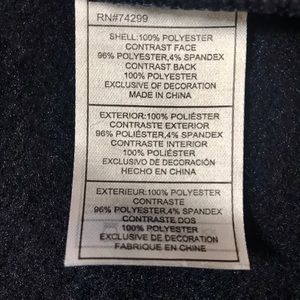 RN#74299
SHELL:100% POLYESTER
CONTRAST FACE
96% POLYESTER,4% SPANDEX
CONTRAST BACK
100% POLYESTER
EXCLUSIVE OF DECORATION
MADE IN CHINA
EXTERIOR:100% POLIÉSTER
CONTRASTE EXTERIOR
96% POLIÉSTER,4% SPANDEX
CONTRASTE INTERIOR
100% POLIÉSTER
EXCLUSIVO DE DECORACIÓN
HECHO EN CHINA
EXTERIEUR:100% POLYESTER
CONTRASTE
96% POLYESTER,4% SPANDEX
CONTRASTE DOS
100% POLYESTER
EXCLUSIVE DE DECORATION
FABRIQUE EN CHINE